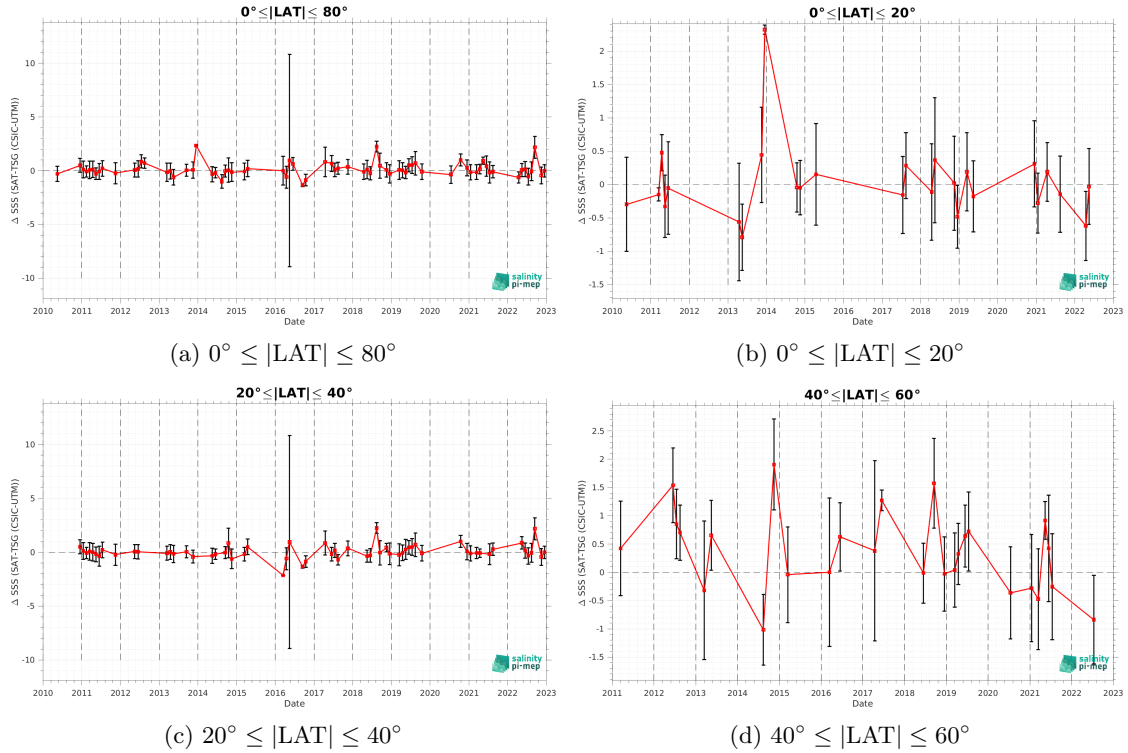 0°≤|LAT|≤ 80°
Δ SSS (SAT-TSG (CSIC-UTM))
10
5
0
-5
-10
2010 2011 2012 2013 2014 2015 2016 2017 2018 2019 2020 2021 2022 2023
Date
salinity
pi-mep
(a) 0° ≤ |LAT| ≤ 80°
0°≤|LAT|≤ 20°
Δ SSS (SAT-TSG (CSIC-UTM))
2
1.5
1
0.5
0
-0.5
-1
-1.5
2010 2011 2012 2013 2014 2015 2016 2017 2018 2019 2020 2021 2022 2023
Date
salinity
pi-mep
(b) 0° ≤ |LAT| ≤ 20°
20°≤|LAT|≤ 40°
Δ SSS (SAT-TSG (CSIC-UTM))
10
5
0
-5
-10
2010 2011 2012 2013 2014 2015 2016 2017 2018 2019 2020 2021 2022 2023
Date
salinity
pi-mep
(c) 20° ≤ |LAT| ≤ 40°
40°≤|LAT|≤ 60°
Δ SSS (SAT-TSG (CSIC-UTM))
2.5
2
1.5
1
0.5
0
-0.5
-1
-1.5
2011 2012 2013 2014 2015 2016 2017 2018 2019 2020 2021 2022 2023
Date
salinity
pi-mep
(d) 40° ≤ |LAT| ≤ 60°